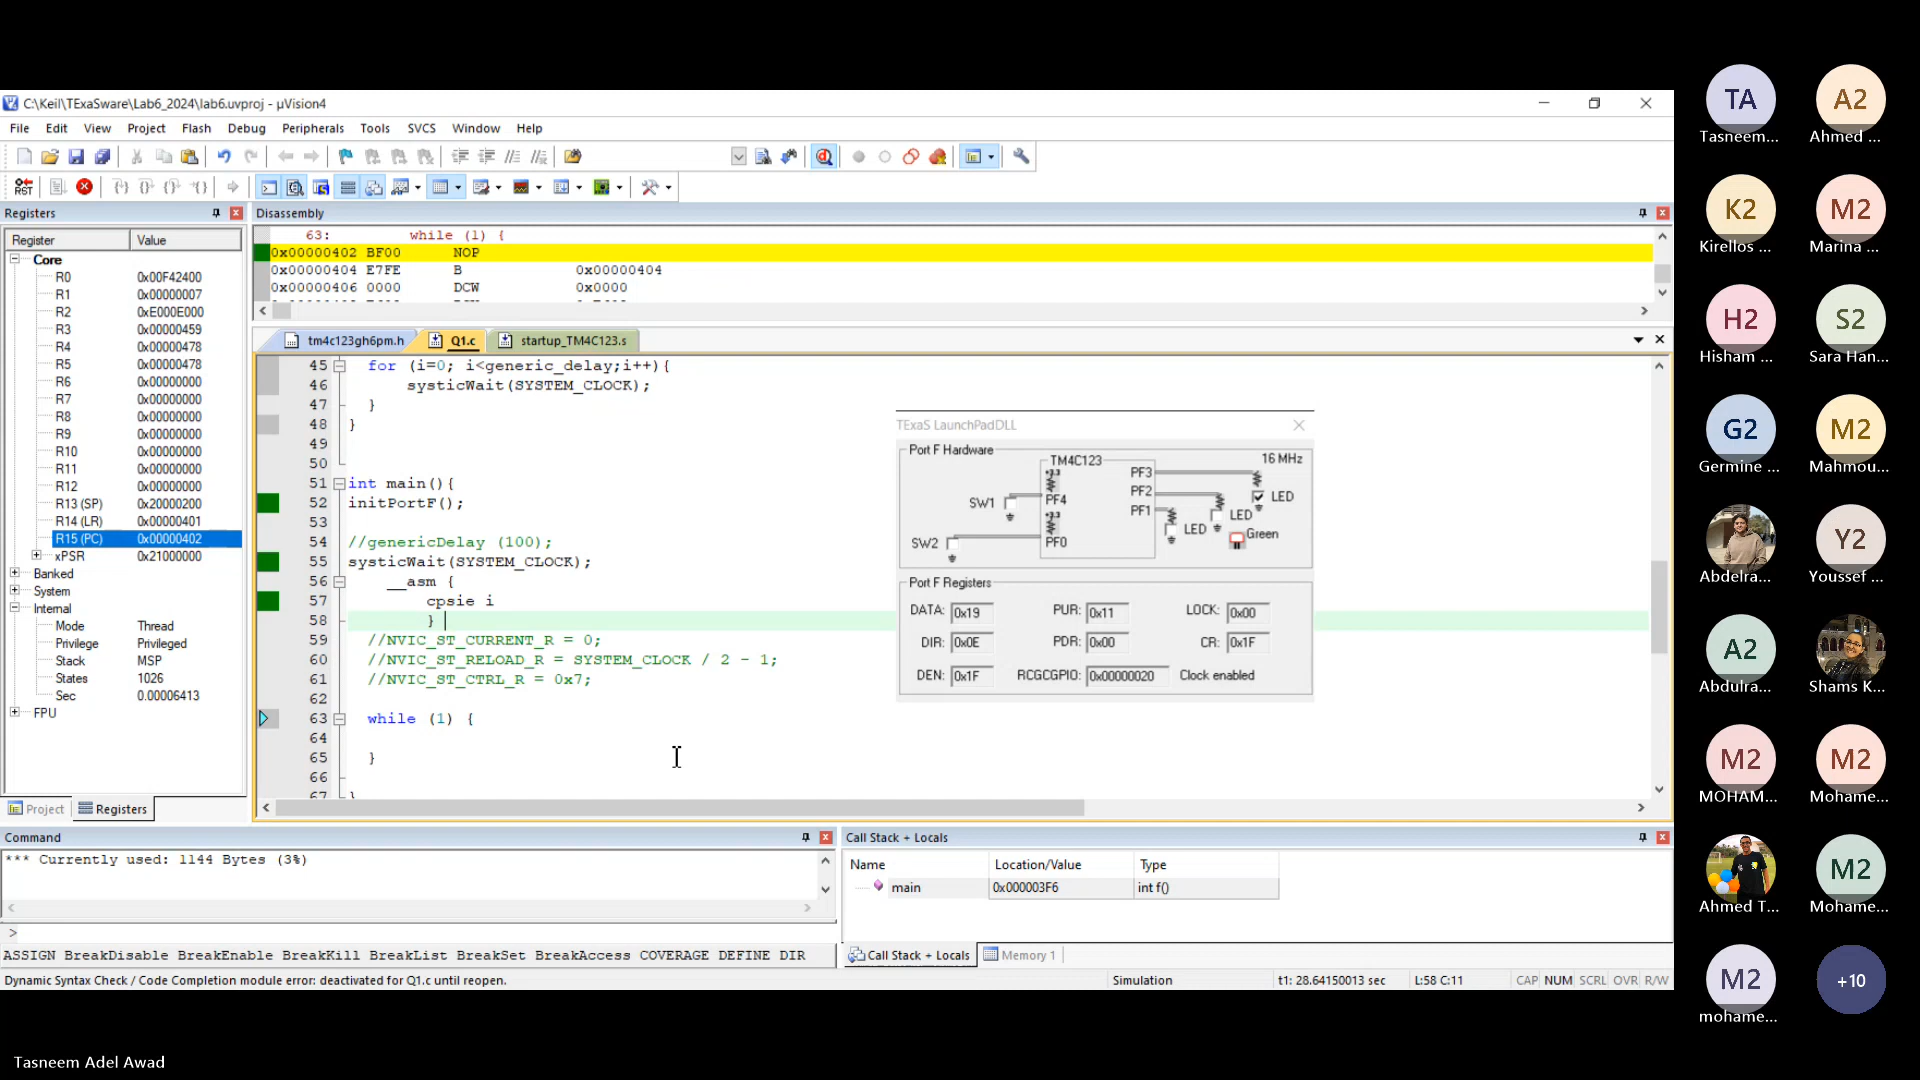 C:\Keil\TExaSware\Lab6_2024\lab6.uvproj - µVision4
File Edit View Project Flash Debug Peripherals Tools SVCS Window Help
RST
Registers
Register Value
Core
R0 0x00F42400
R1 0x00000007
R2 0xE000E000
R3 0x00000459
R4 0x00000478
R5 0x00000478
R6 0x00000000
R7 0x00000000
R8 0x00000000
R9 0x00000000
R10 0x00000000
R11 0x00000000
R12 0x00000000
R13 (SP) 0x20000200
R14 (LR) 0x00000401
R15 (PC) 0x00000402
xPSR 0x21000000
Banked
System
Internal
Mode Thread
Privilege Privileged
Stack MSP
States 1026
Sec 0.00006413
FPU
Project Registers
Disassembly
63: while (1) {
0x00000402 BF00 NOP
0x00000404 E7FE B 0x00000404
0x00000406 0000 DCW 0x0000
tm4c123gh6pm.h Q1.c startup_TM4C123.s
45 for (i=0; i<generic_delay;i++){
46 systicWait(SYSTEM_CLOCK);
47 }
48 }
49
50
51 int main(){
52 initPortF();
53
54 //genericDelay (100);
55 systicWait(SYSTEM_CLOCK);
56 __asm {
57 cpsie i
58 }
59 //NVIC_ST_CURRENT_R = 0;
60 //NVIC_ST_RELOAD_R = SYSTEM_CLOCK / 2 - 1;
61 //NVIC_ST_CTRL_R = 0x7;
62
63 while (1) {
64
65 }
66
67 }
TExaS LaunchPadDLL
Port F Hardware
TM4C123
16 MHz
PF3
PF2
PF1
SW1
PF4
SW2
PF0
LED
LED
LED
Green
Port F Registers
DATA: 0x19 PUR: 0x11 LOCK: 0x00
DIR: 0x0E PDR: 0x00 CR: 0x1F
DEN: 0x1F RCGCGPIO: 0x00000020 Clock enabled
Command
*** Currently used: 1144 Bytes (3%)
>
ASSIGN BreakDisable BreakEnable BreakKill BreakList BreakSet BreakAccess COVERAGE DEFINE DIR
Call Stack + Locals
Name Location/Value Type
main 0x000003F6 int f()
Call Stack + Locals Memory 1
Dynamic Syntax Check / Code Completion module error: deactivated for Q1.c until reopen.
Simulation t1: 28.64150013 sec L:58 C:11 CAP NUM SCRL OVR R/W
TA A2
Tasneem... Ahmed ...
K2 M2
Kirellos ... Marina ...
H2 S2
Hisham ... Sara Han...
G2 M2
Germine ... Mahmou...
Y2
Abdelra... Youssef ...
A2
Abdulra... Shams K...
M2 M2
MOHAM... Mohame...
M2
Ahmed T... Mohame...
M2 +10
mohame...
Tasneem Adel Awad